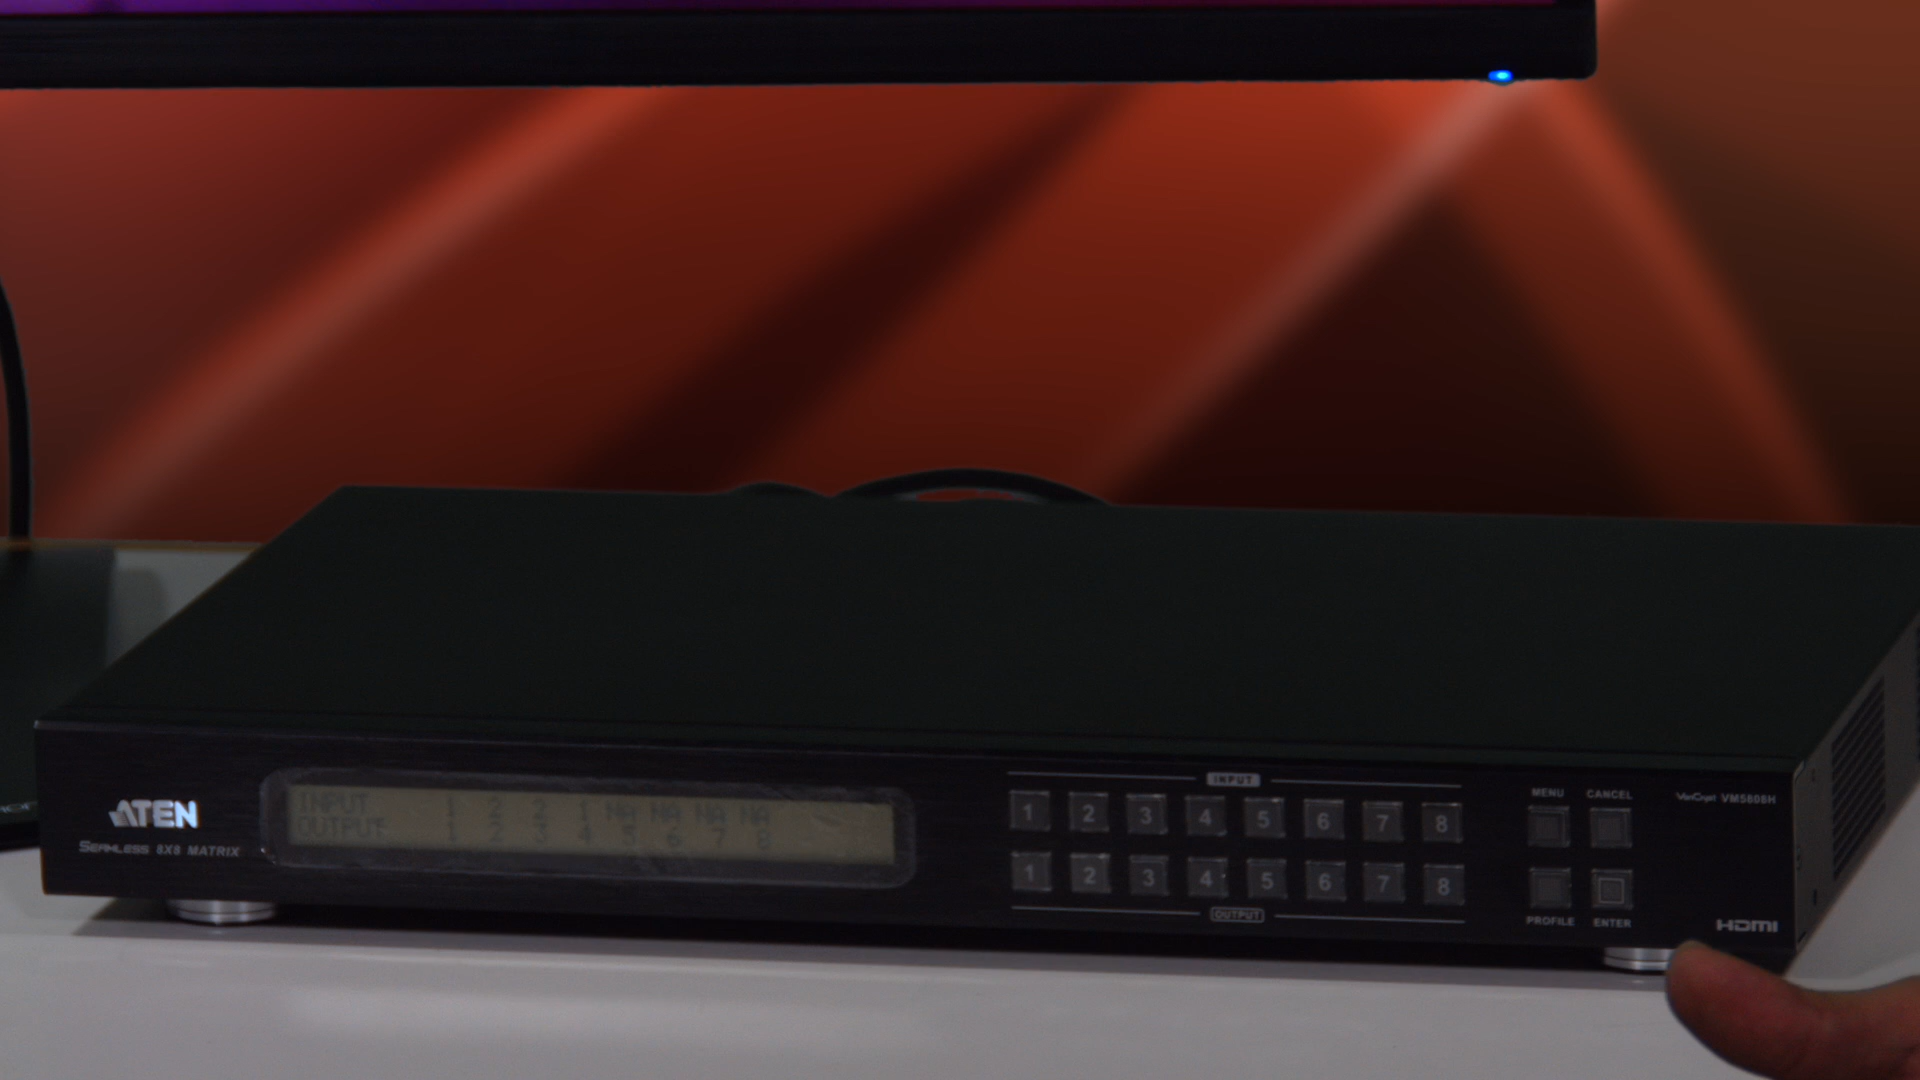 ATEN
SEAMLESS 8X8 MATRIX
INPUT 1 2 2 1 NA NA NA NA
OUTPUT 1 2 3 4 5 6 7 8
INPUT
1 2 3 4 5 6 7 8
1 2 3 4 5 6 7 8
OUTPUT
MENU CANCEL
PROFILE ENTER
VanCryst VM5808H
HDMI